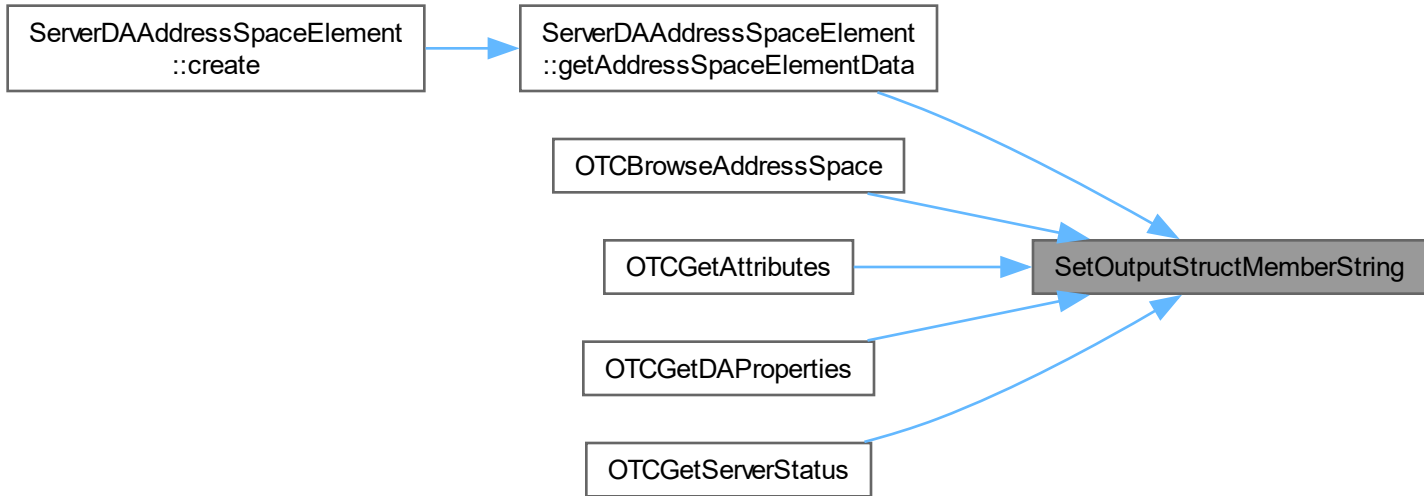 ServerDAAddressSpaceElement
::create
ServerDAAddressSpaceElement
::getAddressSpaceElementData
OTCBrowseAddressSpace
OTCGetAttributes
SetOutputStructMemberString
OTCGetDAProperties
OTCGetServerStatus